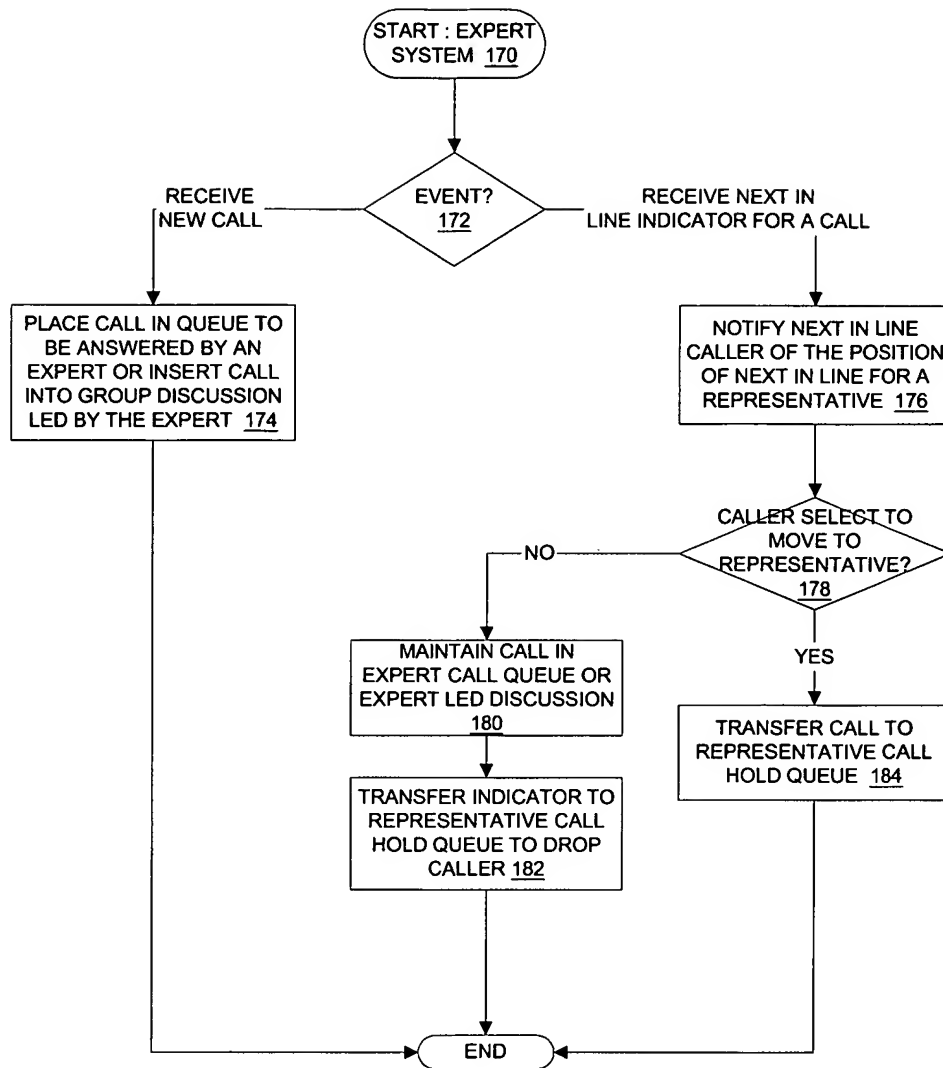 START : EXPERT
SYSTEM 170
EVENT?
172
RECEIVE
NEW CALL
RECEIVE NEXT IN
LINE INDICATOR FOR A CALL
PLACE CALL IN QUEUE TO
BE ANSWERED BY AN
EXPERT OR INSERT CALL
INTO GROUP DISCUSSION
LED BY THE EXPERT 174
NOTIFY NEXT IN LINE
CALLER OF THE POSITION
OF NEXT IN LINE FOR A
REPRESENTATIVE 176
CALLER SELECT TO
MOVE TO
REPRESENTATIVE?
178
NO
YES
MAINTAIN CALL IN
EXPERT CALL QUEUE OR
EXPERT LED DISCUSSION
180
TRANSFER CALL TO
REPRESENTATIVE CALL
HOLD QUEUE 184
TRANSFER INDICATOR TO
REPRESENTATIVE CALL
HOLD QUEUE TO DROP
CALLER 182
END